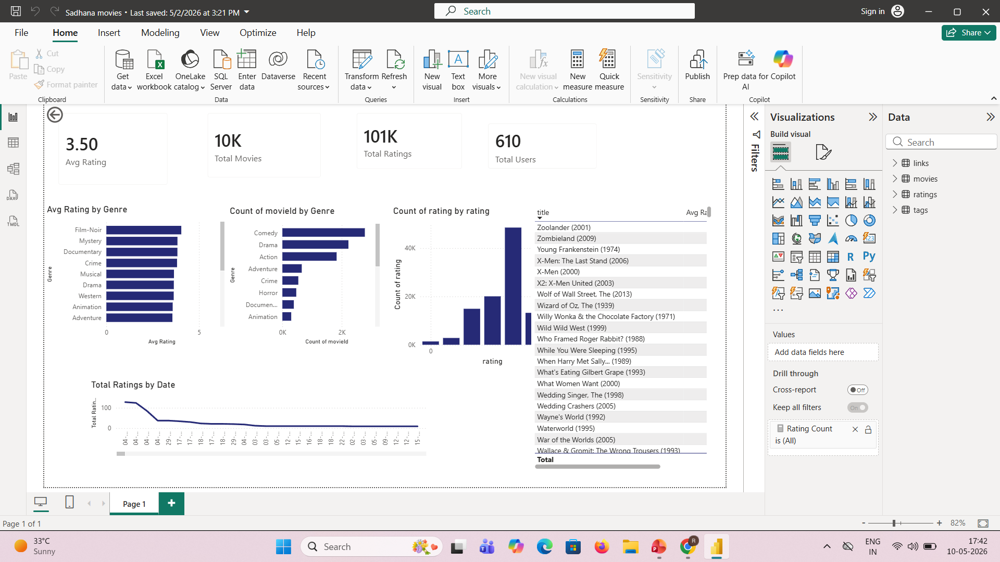 Sadhana movies • Last saved: 5/2/2026 at 3:21 PM
Search
Sign in
File
Home
Insert
Modeling
View
Optimize
Help
Share
Paste
Cut
Copy
Format painter
Clipboard
Get data
Excel workbook
OneLake catalog
SQL Server
Enter data
Dataverse
Recent sources
Data
Transform data
Refresh
Queries
New visual
Text box
More visuals
Insert
New visual calculation
New measure
Quick measure
Calculations
Sensitivity
Sensitivity
Publish
Share
Prep data for AI
Copilot
Copilot
3.50
Avg Rating
10K
Total Movies
101K
Total Ratings
610
Total Users
Avg Rating by Genre
Genre
Film-Noir
Mystery
Documentary
Crime
Musical
Drama
Western
Animation
Adventure
0
5
Avg Rating
Count of movieId by Genre
Genre
Comedy
Drama
Action
Adventure
Crime
Horror
Documen...
Animation
0K
2K
Count of movieId
Count of rating by rating
Count of rating
40K
20K
0K
0
rating
title
Avg Ra
Zoolander (2001)
Zombieland (2009)
Young Frankenstein (1974)
X-Men: The Last Stand (2006)
X-Men (2000)
X2: X-Men United (2003)
Wolf of Wall Street, The (2013)
Wizard of Oz, The (1939)
Willy Wonka & the Chocolate Factory (1971)
Wild Wild West (1999)
Who Framed Roger Rabbit? (1988)
While You Were Sleeping (1995)
When Harry Met Sally... (1989)
What's Eating Gilbert Grape (1993)
What Women Want (2000)
Wedding Singer, The (1998)
Wedding Crashers (2005)
Wayne's World (1992)
Waterworld (1995)
War of the Worlds (2005)
Wallace & Gromit: The Wrong Trousers (1993)
Total
Total Ratings by Date
Total Ratin...
100
0
04-...
04-...
04-...
04-...
29-...
17-...
17-...
18-...
17-...
18-...
29-...
04-...
03-...
03-...
05-...
12-...
15-...
16-...
18-...
18-...
22-...
02-...
03-...
05-...
09-...
12-...
12-...
15-...
Filters
Visualizations
Build visual
123
R
Py
...
Values
Add data fields here
Drill through
Cross-report
Off
Keep all filters
On
Rating Count
is (All)
Data
Search
links
movies
ratings
tags
DAX
TMDL
Page 1
Page 1 of 1
-
+
82%
33°C
Sunny
Search
R
ENG
IN
17:42
10-05-2026